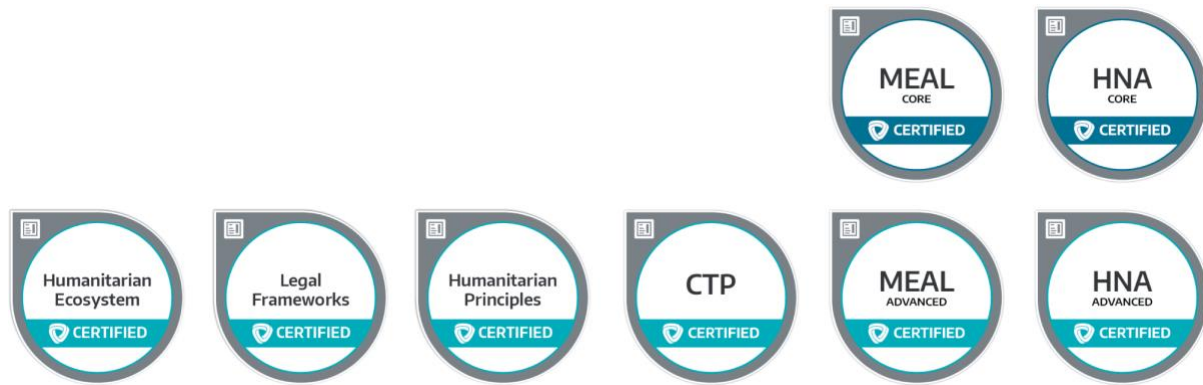 MEAL
CORE
CERTIFIED
HNA
CORE
CERTIFIED
Humanitarian
Ecosystem
CERTIFIED
Legal
Frameworks
CERTIFIED
Humanitarian
Principles
CERTIFIED
CTP
CERTIFIED
MEAL
ADVANCED
CERTIFIED
HNA
ADVANCED
CERTIFIED